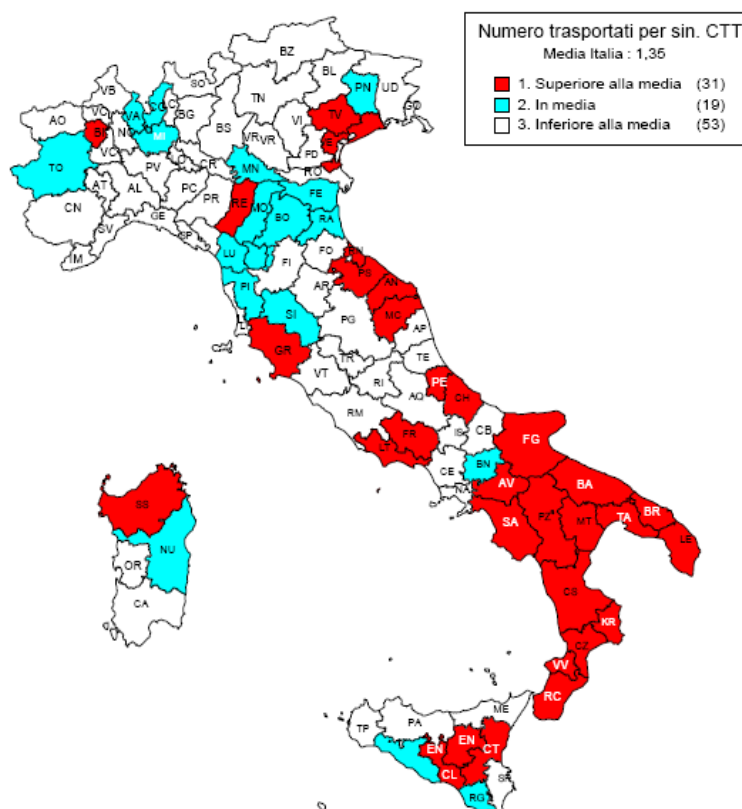 Numero trasportati per sin. CTT
Media Italia : 1,35
1. Superiore alla media (31)
2. In media (19)
3. Inferiore alla media (53)
BZ
SO
BL
PN
UD
VB
TN
AO
VC
VA
CO
BG
VI
TV
GO
BI
NO
MI
BS
VR
VR
VE
TO
VC
PV
CR
MN
PD
RO
AT
AL
PC
PR
RE
MO
FE
CN
GE
BO
RA
SV
SP
IM
LU
FI
FO
RN
PS
PI
AR
AN
SI
PG
MC
LI
AP
GR
TR
TE
VT
RI
PE
AQ
CH
RM
IS
CB
FG
FR
LT
CE
BN
NA
AV
BA
SA
PZ
MT
TA
BR
LE
SS
NU
OR
CA
CS
KR
CZ
VV
RC
ME
TP
PA
EN
EN
CT
CL
SR
RG